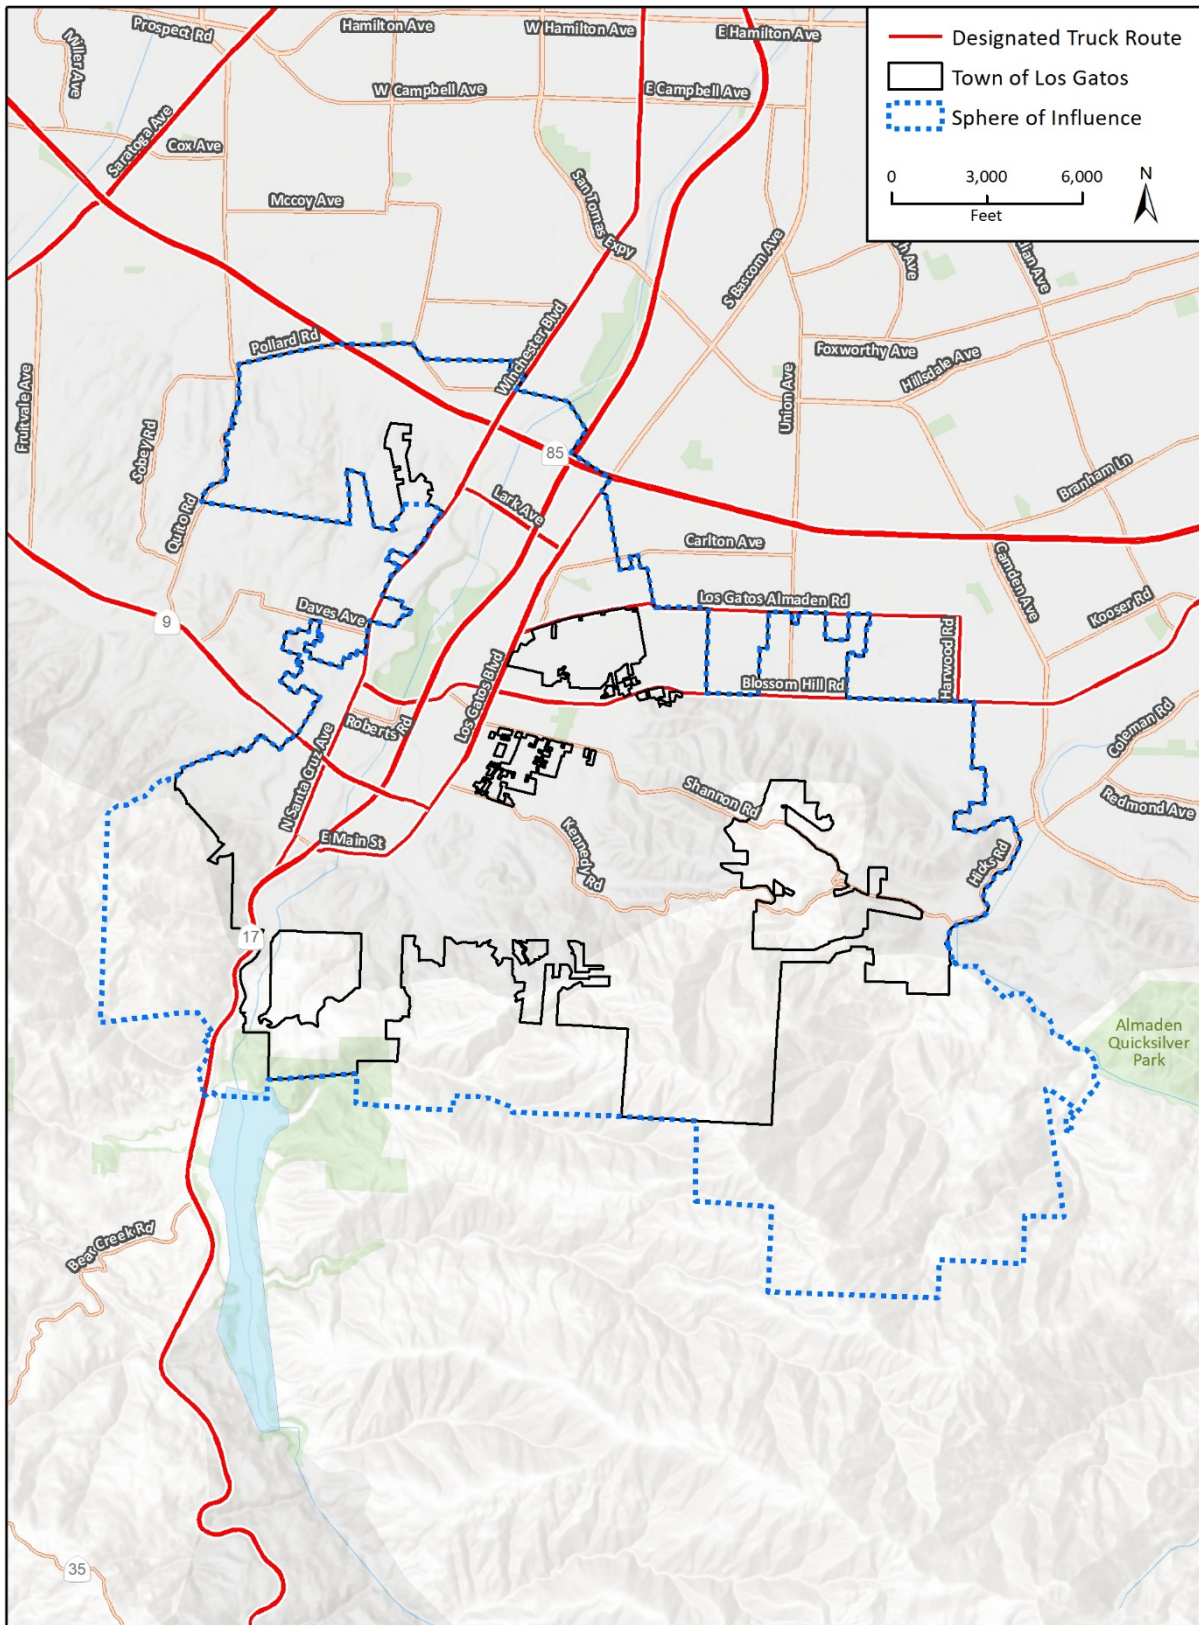 Prospect Rd
Hamilton Ave
W Hamilton Ave
E Hamilton Ave
Miller Ave
W Campbell Ave
E Campbell Ave
Saratoga Ave
Cox Ave
Mccoy Ave
San Tomas Expy
S Bascom Ave
Designated Truck Route
Town of Los Gatos
Sphere of Influence
0 3,000 6,000
Feet
N
Pollard Rd
Winchester Blvd
Foxworthy Ave
Hillsdale Ave
Fruitvale Ave
Sobey Rd
Union Ave
85
Quito Rd
Lark Ave
Branham Ln
Carlton Ave
Camden Ave
Los Gatos Almaden Rd
Kooser Rd
9
Daves Ave
Harwood Rd
Blossom Hill Rd
Los Gatos Blvd
Roberts Rd
N Santa Cruz Ave
Coleman Rd
Shannon Rd
Redmond Ave
E Main St
Kennedy Rd
Hicks Rd
17
Almaden
Quicksilver
Park
Bear Creek Rd
35